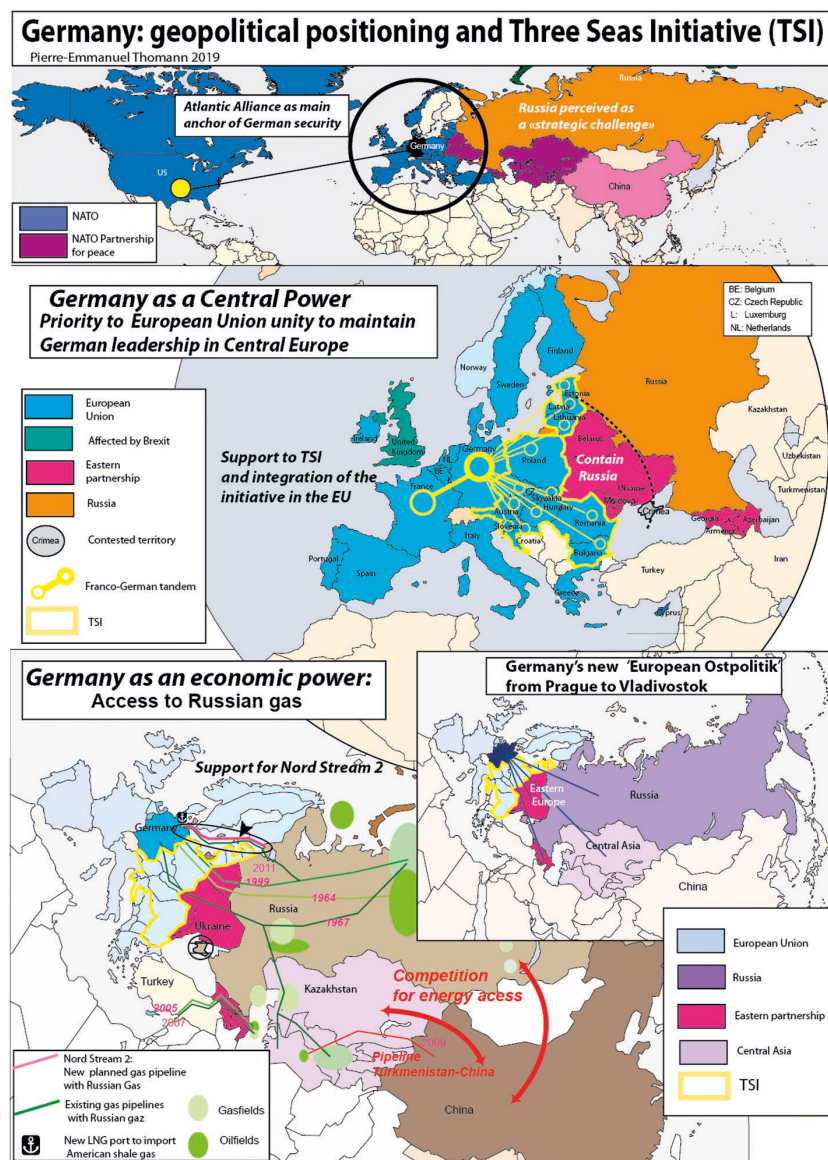 Germany: geopolitical positioning and Three Seas Initiative (TSI)
Pierre-Emmanuel Thomann 2019
Atlantic Alliance as main
anchor of German security
Russia
Russia perceived as
a «strategic challenge»
Germany
US
China
NATO
NATO Partnership
for peace
Germany as a Central Power
Priority to European Union unity to maintain
German leadership in Central Europe
BE: Belgium
CZ: Czech Republic
L: Luxemburg
NL: Netherlands
European
Union
Affected by Brexit
Eastern
partnership
Russia
Crimea
Contested territory
Franco-German tandem
TSI
Support to TSI
and integration of the
initiative in the EU
Norway
Sweden
Finland
Estonia
Latvia
Lithuania
Russia
Ireland
United
Kingdom
NL
BE
L
Germany
Poland
Belarus
Contain
Russia
Ukraine
Moldova
Crimea
France
CZ
Slovakia
Austria
Hungary
Slovenia
Romania
Croatia
Italy
Bulgaria
Portugal
Spain
Greece
Turkey
Cyprus
Georgia
Armenia
Azerbaijan
Kazakhstan
Uzbekistan
Turkmenistan
Iran
Germany as an economic power:
Access to Russian gas
Support for Nord Stream 2
Germany
2011
1999
1964
1967
Russia
Ukraine
Turkey
2005
2007
Kazakhstan
Competition
for energy acess
2009
Pipeline
Turkmenistan-China
China
Nord Stream 2:
New planned gas pipeline
with Russian Gas
Existing gas pipelines
with Russian gaz
New LNG port to import
American shale gas
Gasfields
Oilfields
Germany's new 'European Ostpolitik'
from Prague to Vladivostok
Eastern
Europe
Russia
Central Asia
China
European Union
Russia
Eastern partnership
Central Asia
TSI